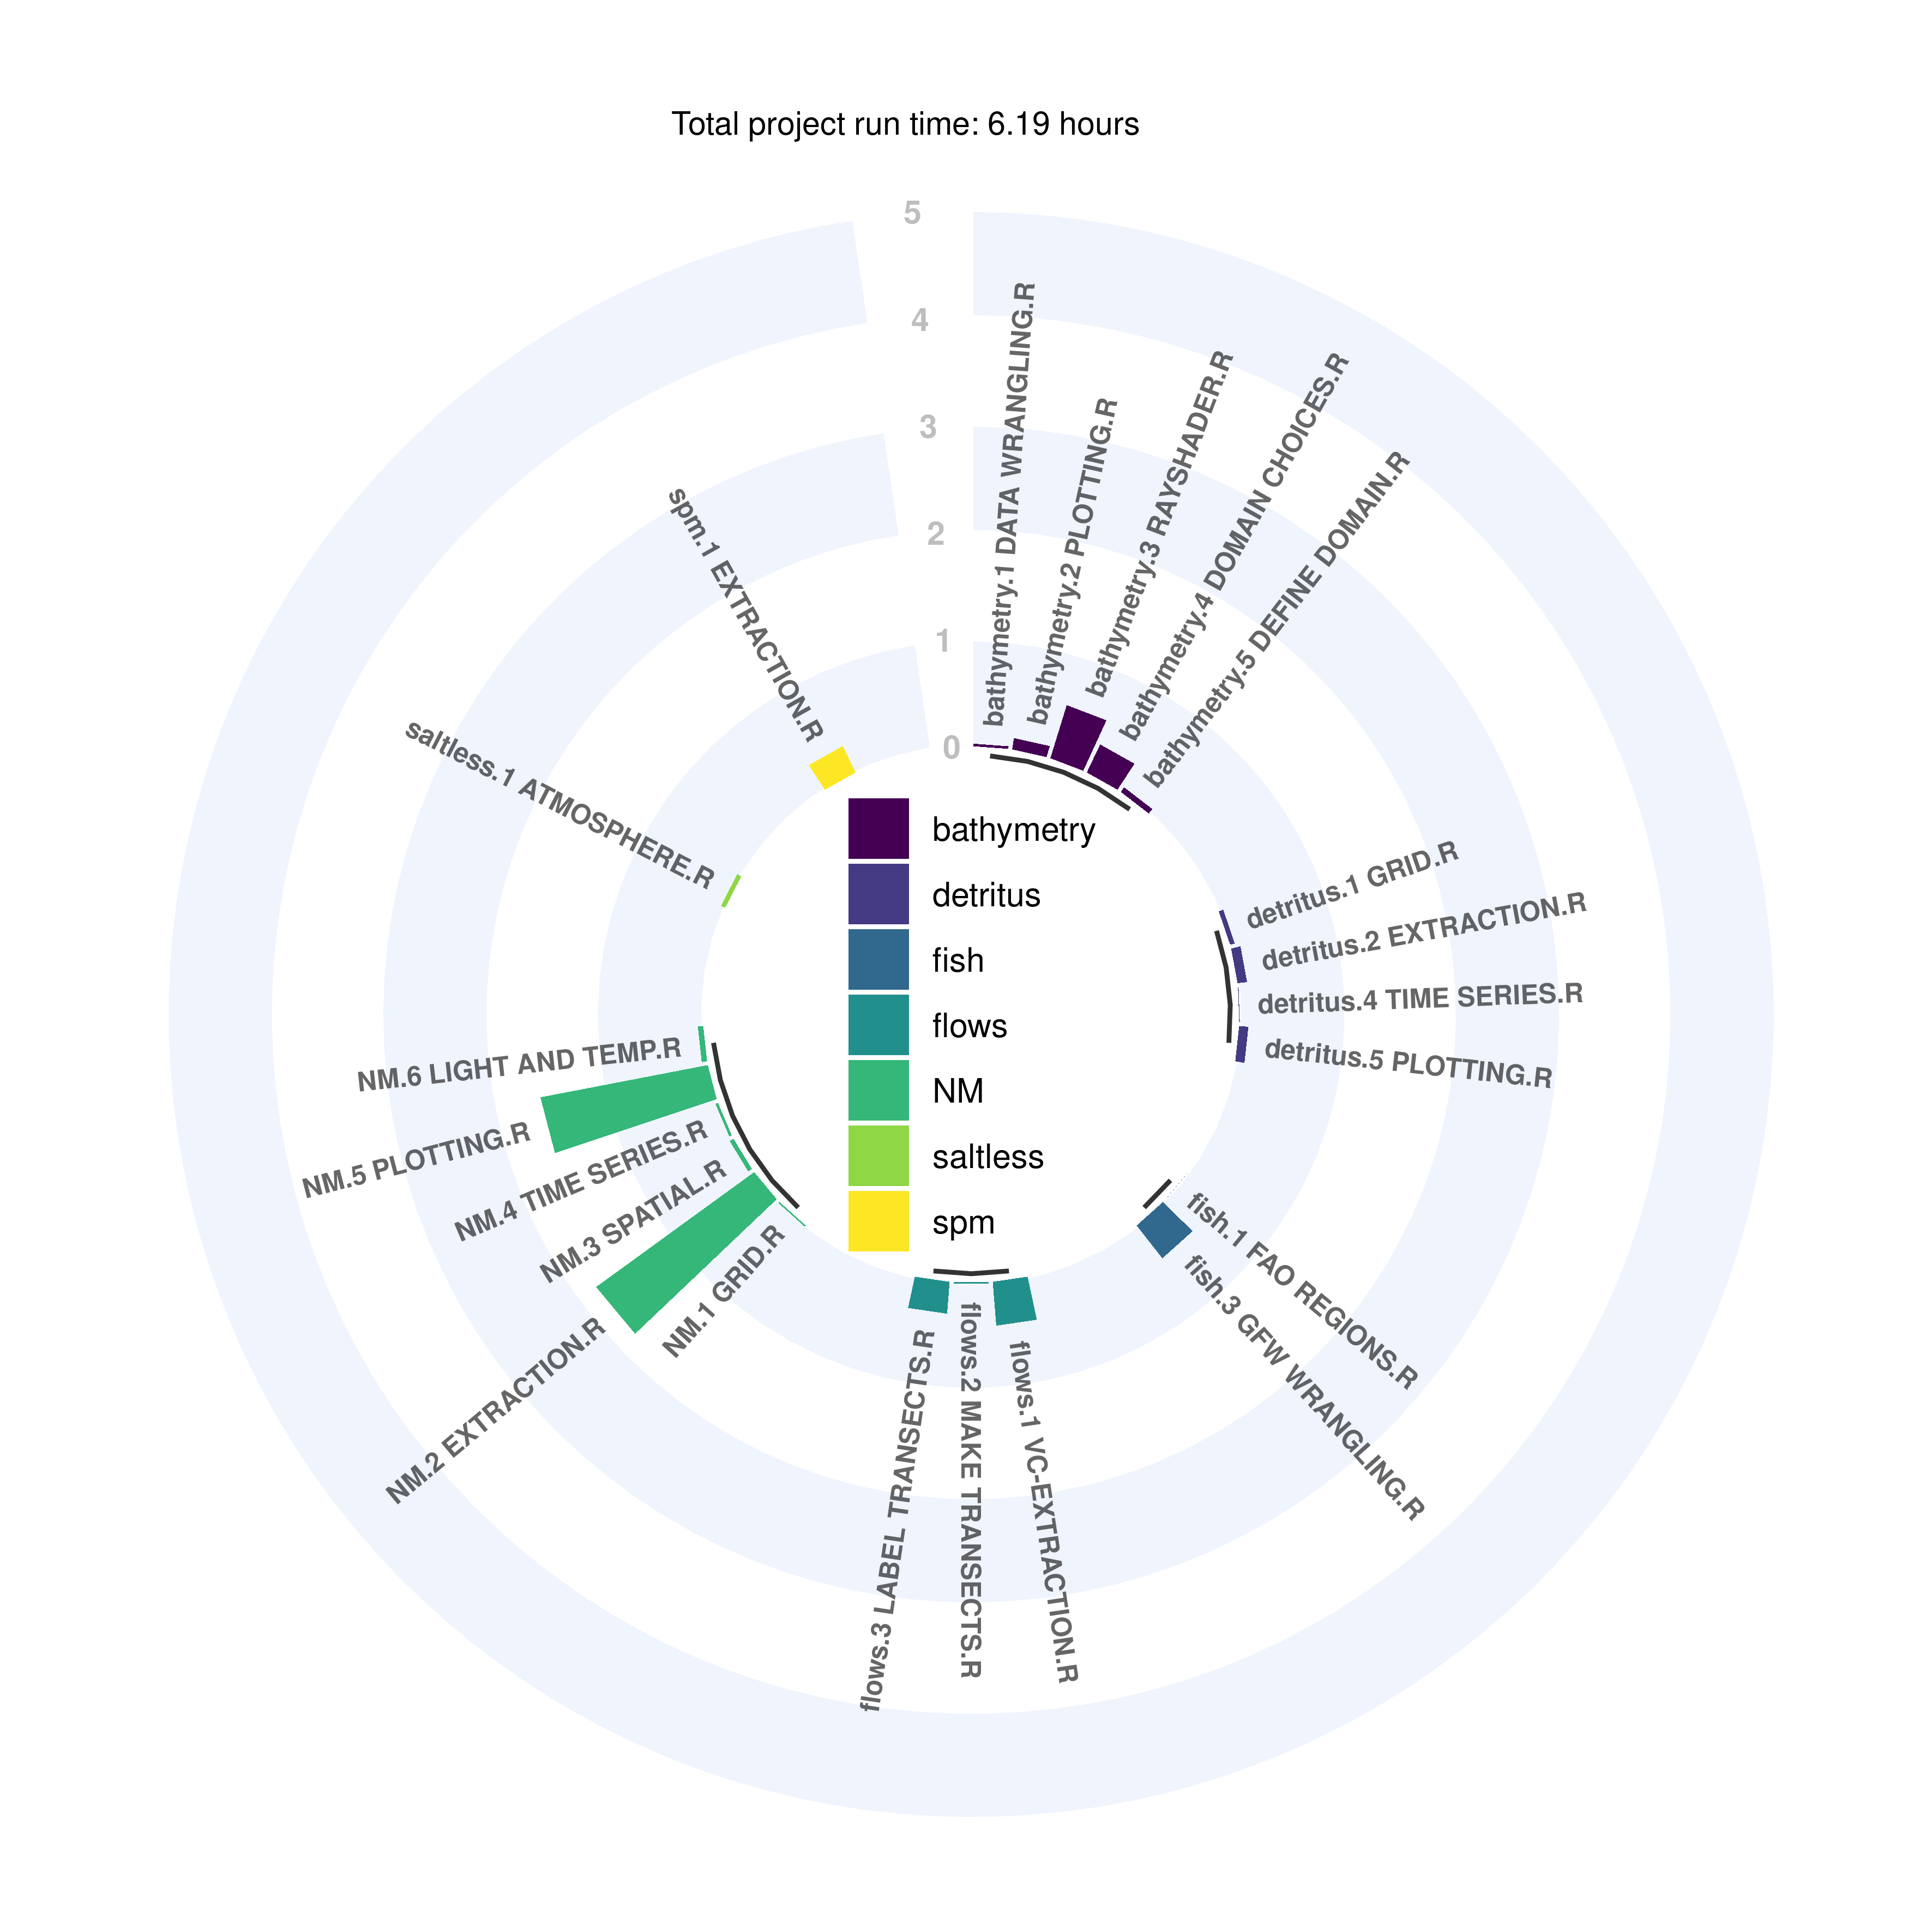 Total project run time: 6.19 hours
5
4
3
2
1
0
bathymetry.1 DATA WRANGLING.R
bathymetry.2 PLOTTING.R
bathymetry.3 RAYSHADER.R
bathymetry.4 DOMAIN CHOICES.R
bathymetry.5 DEFINE DOMAIN.R
detritus.1 GRID.R
detritus.2 EXTRACTION.R
detritus.4 TIME SERIES.R
detritus.5 PLOTTING.R
fish.1 FAO REGIONS.R
fish.3 GFW WRANGLING.R
flows.1 VC-EXTRACTION.R
flows.2 MAKE TRANSECTS.R
flows.3 LABEL TRANSECTS.R
NM.1 GRID.R
NM.2 EXTRACTION.R
NM.3 SPATIAL.R
NM.4 TIME SERIES.R
NM.5 PLOTTING.R
NM.6 LIGHT AND TEMP.R
saltless.1 ATMOSPHERE.R
spm.1 EXTRACTION.R
bathymetry
detritus
fish
flows
NM
saltless
spm